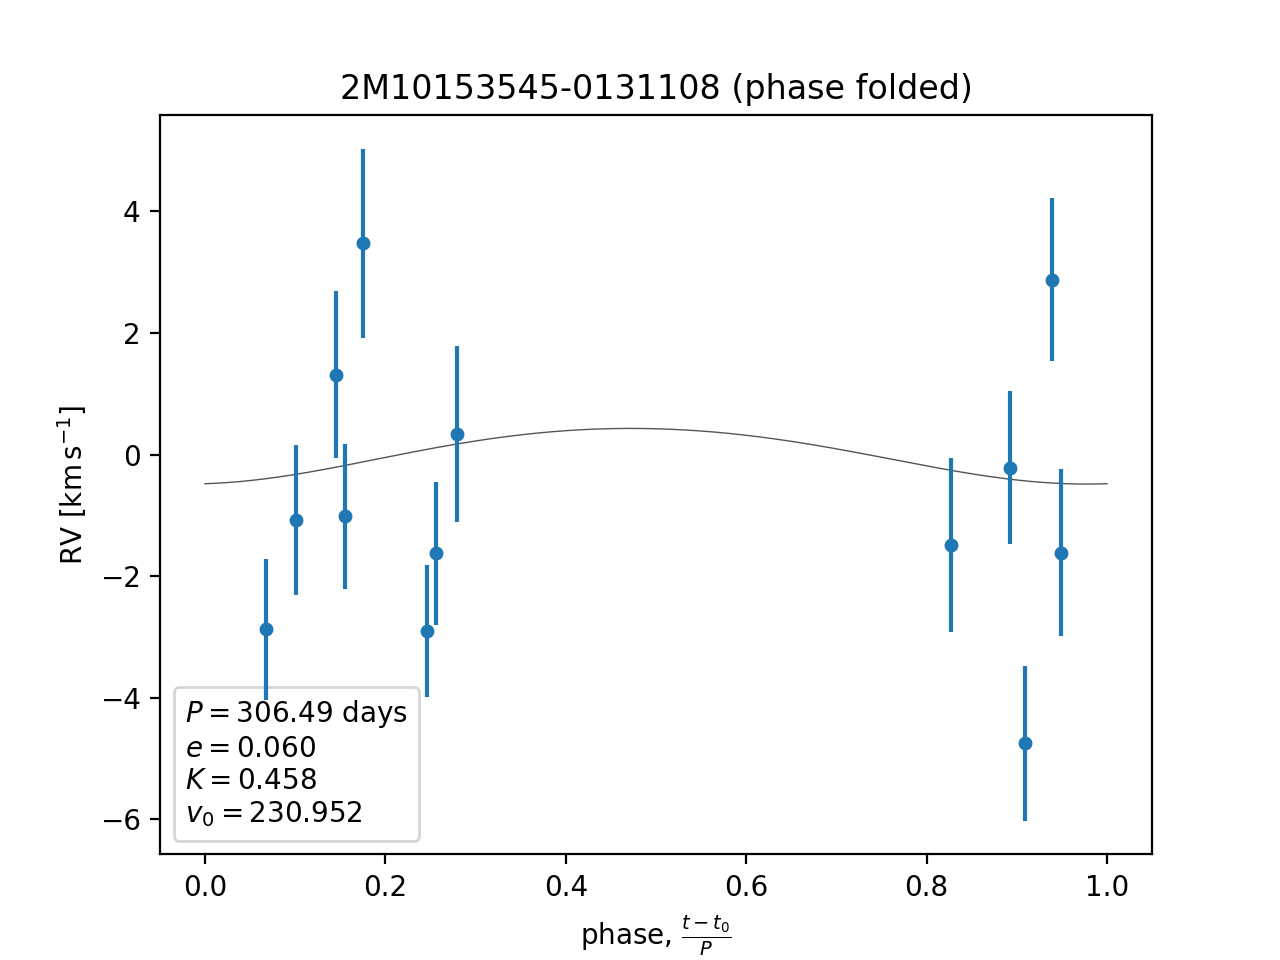 2M10153545-0131108 (phase folded)
RV [km s⁻¹]
4
2
0
−2
−4
−6
P = 306.49 days
e = 0.060
K = 0.458
v₀ = 230.952
0.0 0.2 0.4 0.6 0.8 1.0
phase, (t − t₀)/P